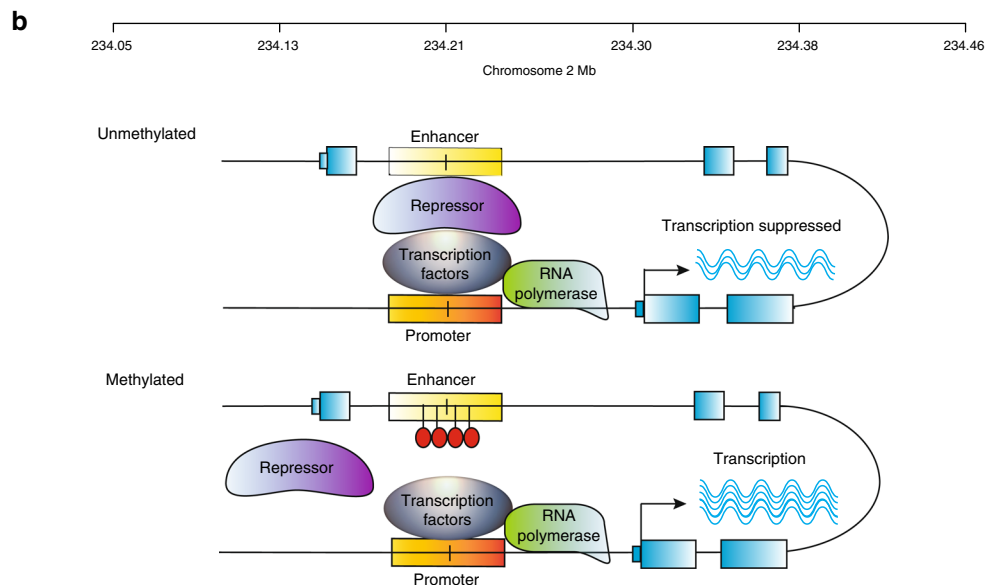 b
234.05 234.13 234.21 234.30 234.38 234.46
Chromosome 2 Mb
Unmethylated
Enhancer
Repressor
Transcription suppressed
Transcription
factors
RNA
polymerase
Promoter
Methylated
Enhancer
Repressor
Transcription
Transcription
factors
RNA
polymerase
Promoter